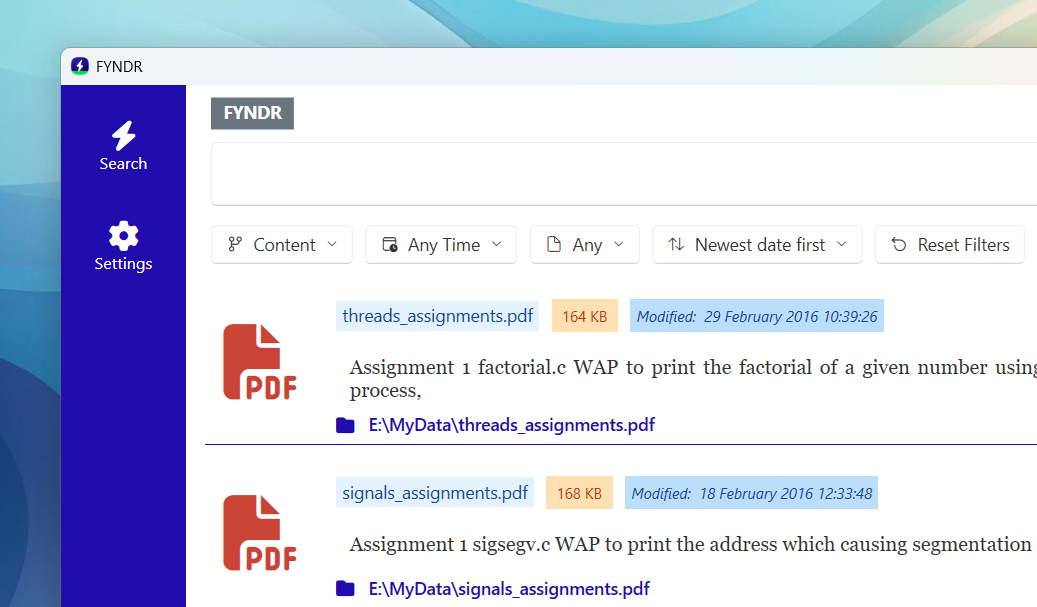 FYNDR
FYNDR
Search
Settings
Content
Any Time
Any
Newest date first
Reset Filters
PDF
threads_assignments.pdf 164 KB Modified: 29 February 2016 10:39:26
Assignment 1 factorial.c WAP to print the factorial of a given number using
process,
E:\MyData\threads_assignments.pdf
PDF
signals_assignments.pdf 168 KB Modified: 18 February 2016 12:33:48
Assignment 1 sigsegv.c WAP to print the address which causing segmentation
E:\MyData\signals_assignments.pdf